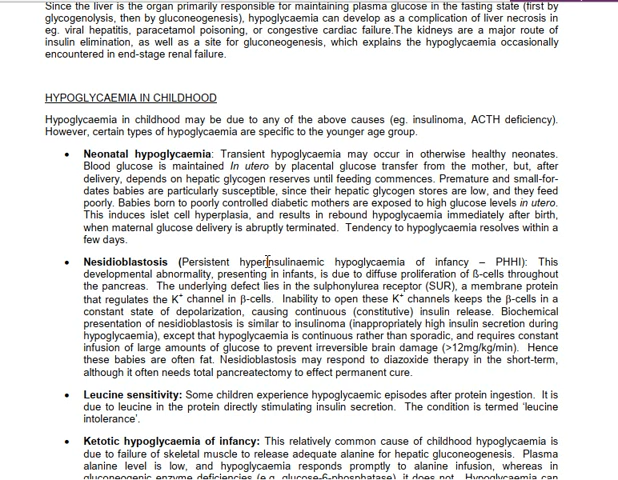 Since the liver is the organ primarily responsible for maintaining plasma glucose in the fasting state (first by
glycogenolysis, then by gluconeogenesis), hypoglycaemia can develop as a complication of liver necrosis in
eg. viral hepatitis, paracetamol poisoning, or congestive cardiac failure.The kidneys are a major route of
insulin elimination, as well as a site for gluconeogenesis, which explains the hypoglycaemia occasionally
encountered in end-stage renal failure.
HYPOGLYCAEMIA IN CHILDHOOD
Hypoglycaemia in childhood may be due to any of the above causes (eg. insulinoma, ACTH deficiency).
However, certain types of hypoglycaemia are specific to the younger age group.
• Neonatal hypoglycaemia: Transient hypoglycaemia may occur in otherwise healthy neonates.
Blood glucose is maintained In utero by placental glucose transfer from the mother, but, after
delivery, depends on hepatic glycogen reserves until feeding commences. Premature and small-for-
dates babies are particularly susceptible, since their hepatic glycogen stores are low, and they feed
poorly. Babies born to poorly controlled diabetic mothers are exposed to high glucose levels in utero.
This induces islet cell hyperplasia, and results in rebound hypoglycaemia immediately after birth,
when maternal glucose delivery is abruptly terminated. Tendency to hypoglycaemia resolves within a
few days.
• Nesidioblastosis (Persistent hyperinsulinaemic hypoglycaemia of infancy – PHHI): This
developmental abnormality, presenting in infants, is due to diffuse proliferation of ß-cells throughout
the pancreas. The underlying defect lies in the sulphonylurea receptor (SUR), a membrane protein
that regulates the K⁺ channel in β-cells. Inability to open these K⁺ channels keeps the β-cells in a
constant state of depolarization, causing continuous (constitutive) insulin release. Biochemical
presentation of nesidioblastosis is similar to insulinoma (inappropriately high insulin secretion during
hypoglycaemia), except that hypoglycaemia is continuous rather than sporadic, and requires constant
infusion of large amounts of glucose to prevent irreversible brain damage (>12mg/kg/min). Hence
these babies are often fat. Nesidioblastosis may respond to diazoxide therapy in the short-term,
although it often needs total pancreatectomy to effect permanent cure.
• Leucine sensitivity: Some children experience hypoglycaemic episodes after protein ingestion. It is
due to leucine in the protein directly stimulating insulin secretion. The condition is termed ‘leucine
intolerance’.
• Ketotic hypoglycaemia of infancy: This relatively common cause of childhood hypoglycaemia is
due to failure of skeletal muscle to release adequate alanine for hepatic gluconeogenesis. Plasma
alanine level is low, and hypoglycaemia responds promptly to alanine infusion, whereas in
gluconeogenic enzyme deficiencies (e.g. glucose-6-phosphatase), it does not. Hypoglycaemia can